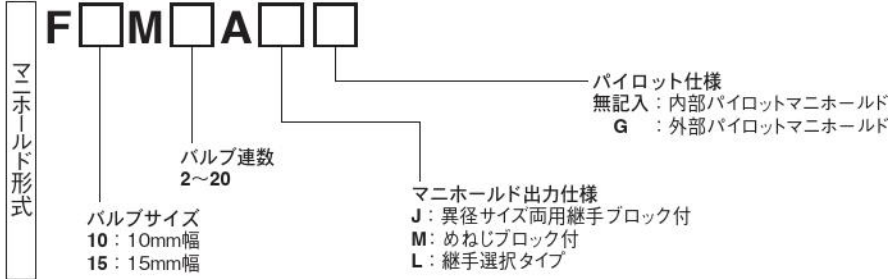 F□M□A□□
マニホールド形式
パイロット仕様
無記入：内部パイロットマニホールド
G ：外部パイロットマニホールド
バルブ連数
2～20
マニホールド出力仕様
J：異径サイズ両用継手ブロック付
M：めねじブロック付
L：継手選択タイプ
バルブサイズ
10：10mm幅
15：15mm幅